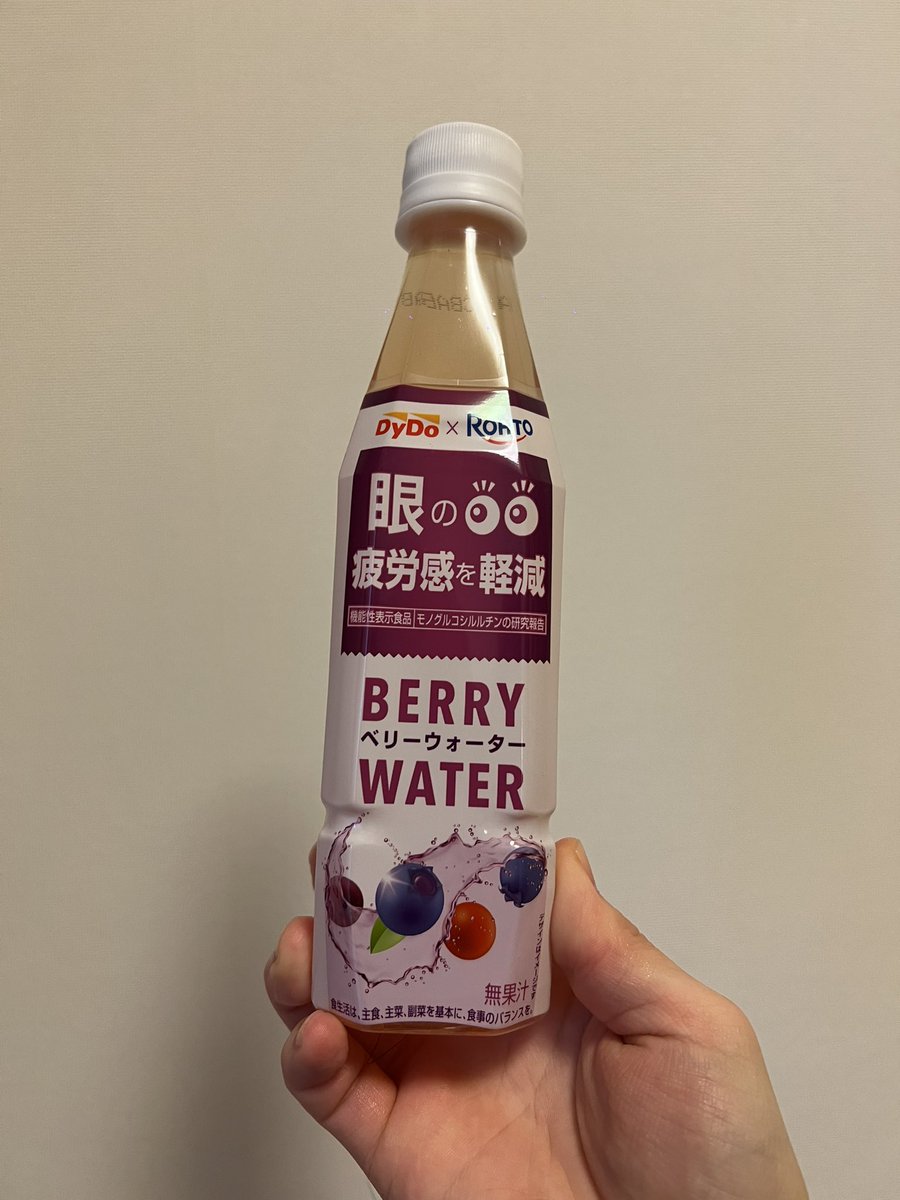 DyDo × ROHTO
眼の
疲労感を軽減
機能性表示食品 モノグルコシルルチンの研究報告
BERRY
ベリーウォーター
WATER
無果汁
食生活は、主食、主菜、副菜を基本に、食事のバランスを。